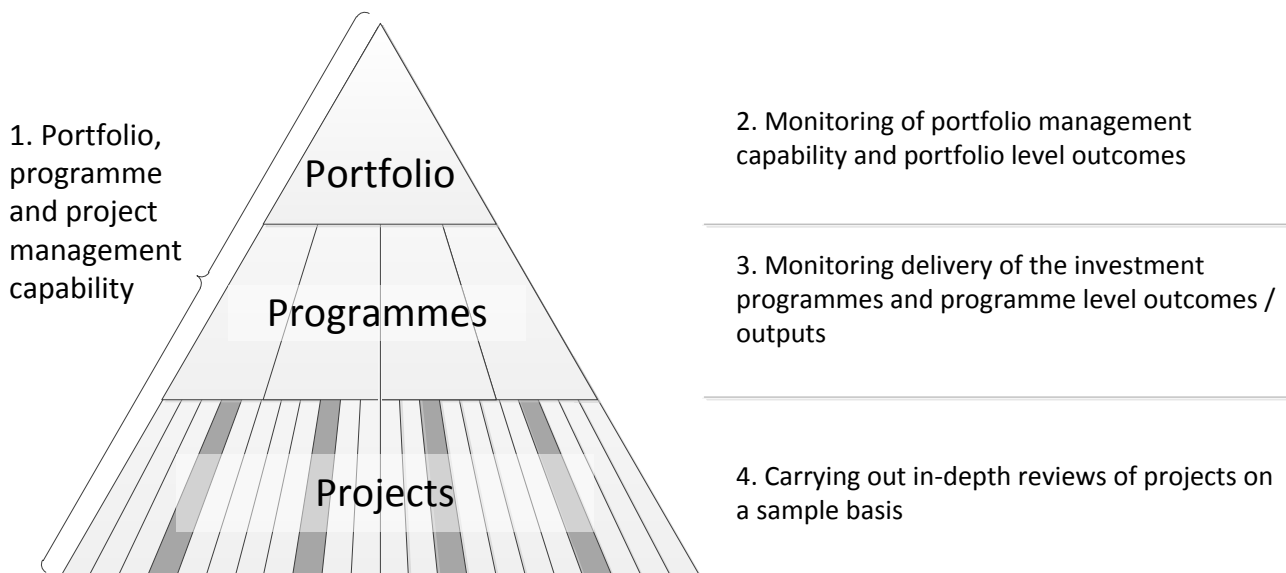 1. Portfolio,
programme
and project
management
capability
Portfolio
Programmes
Projects
2. Monitoring of portfolio management
capability and portfolio level outcomes
3. Monitoring delivery of the investment
programmes and programme level outcomes /
outputs
4. Carrying out in-depth reviews of projects on
a sample basis